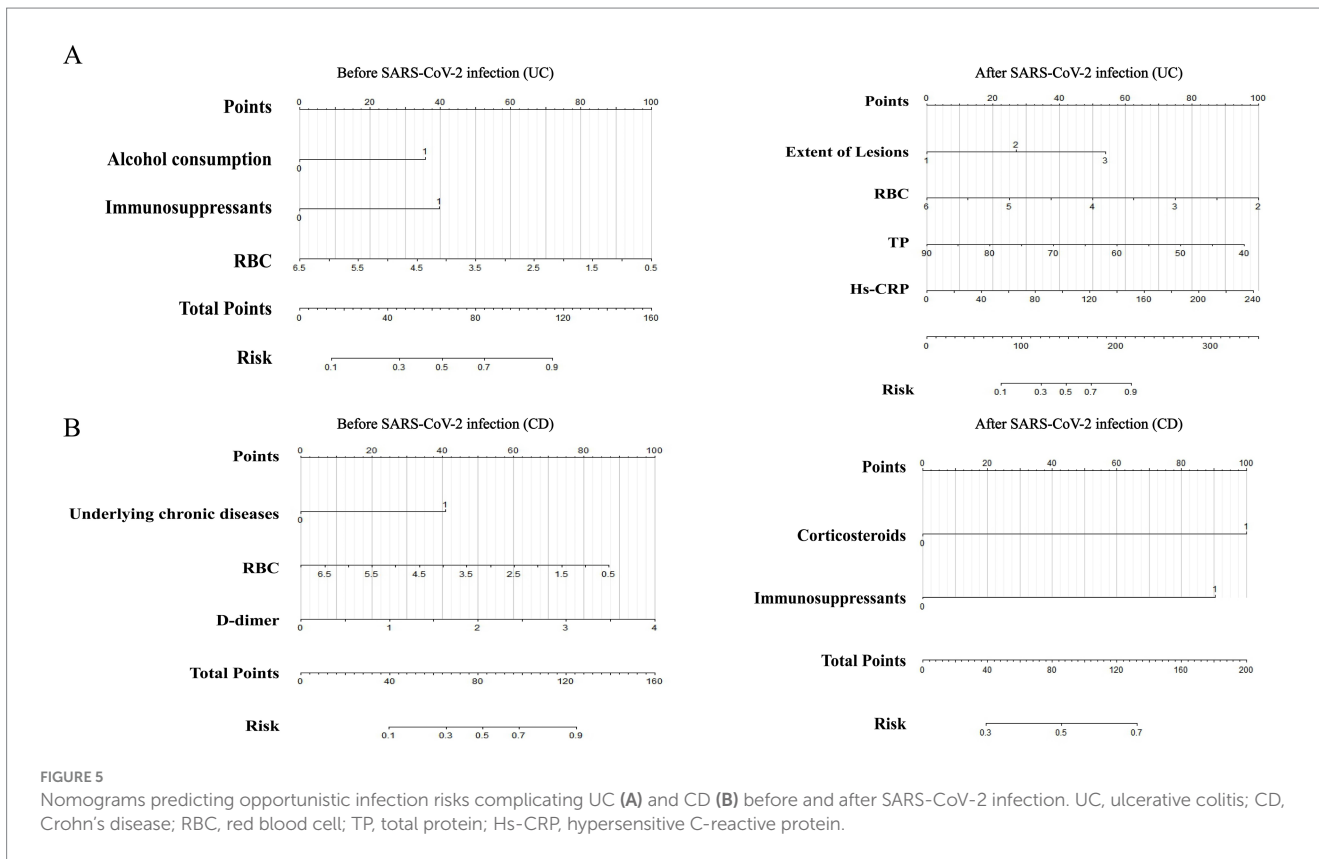 A
Before SARS-CoV-2 infection (UC)
Points
0 20 40 60 80 100
Alcohol consumption
0 1
Immunosuppressants
0 1
RBC
6.5 5.5 4.5 3.5 2.5 1.5 0.5
Total Points
0 40 80 120 160
Risk
0.1 0.3 0.5 0.7 0.9
After SARS-CoV-2 infection (UC)
Points
0 20 40 60 80 100
Extent of Lesions
1 2 3
RBC
6 5 4 3 2
TP
90 80 70 60 50 40
Hs-CRP
0 40 80 120 160 200 240
0 100 200 300
Risk
0.1 0.3 0.5 0.7 0.9
B
Before SARS-CoV-2 infection (CD)
Points
0 20 40 60 80 100
Underlying chronic diseases
0 1
RBC
6.5 5.5 4.5 3.5 2.5 1.5 0.5
D-dimer
0 1 2 3 4
Total Points
0 40 80 120 160
Risk
0.1 0.3 0.5 0.7 0.9
After SARS-CoV-2 infection (CD)
Points
0 20 40 60 80 100
Corticosteroids
0 1
Immunosuppressants
0 1
Total Points
0 40 80 120 160 200
Risk
0.3 0.5 0.7
FIGURE 5
Nomograms predicting opportunistic infection risks complicating UC (A) and CD (B) before and after SARS-CoV-2 infection. UC, ulcerative colitis; CD,
Crohn's disease; RBC, red blood cell; TP, total protein; Hs-CRP, hypersensitive C-reactive protein.